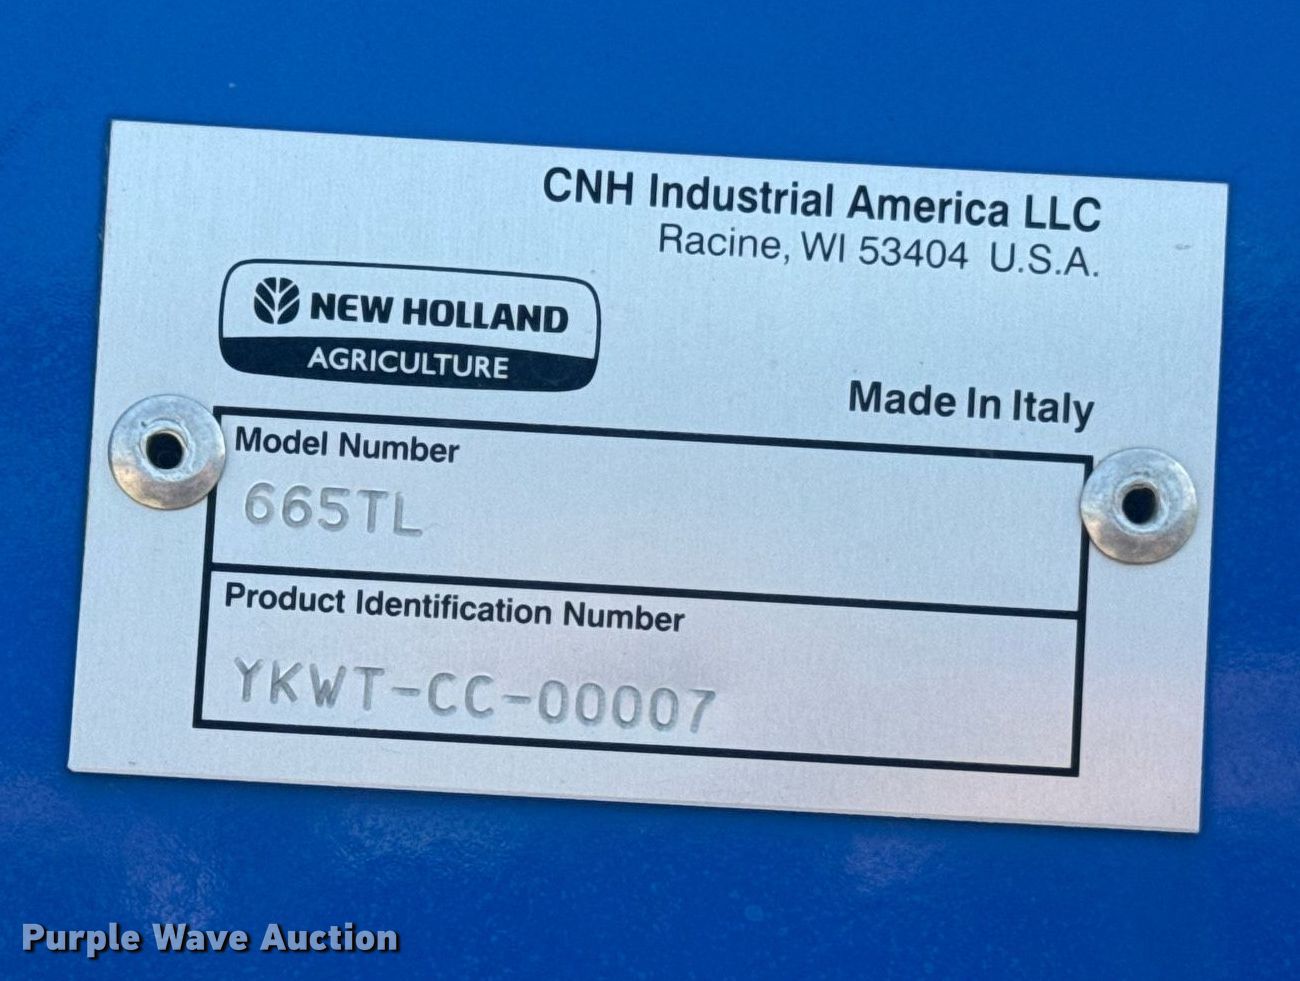 CNH Industrial America LLC
Racine, WI 53404 U.S.A.
NEW HOLLAND
AGRICULTURE
Made In Italy
Model Number
665TL
Product Identification Number
YKWT-CC-00007
Purple Wave Auction